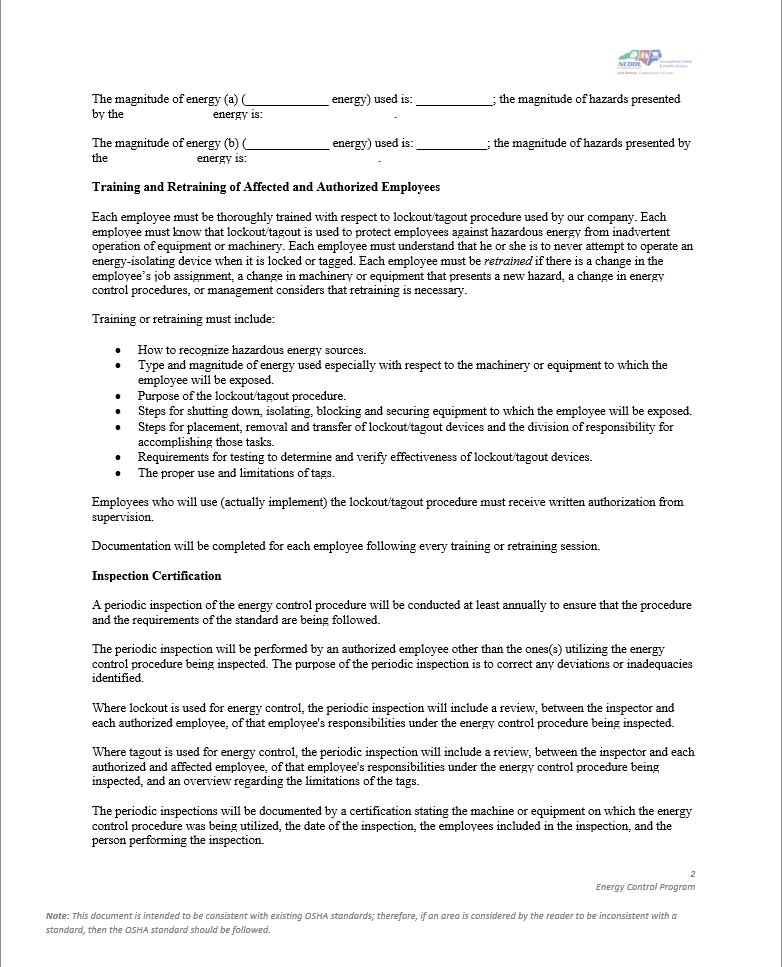 NCDOL
Occupational Safety
& Health Division
The magnitude of energy (a) (______________ energy) used is: _____________; the magnitude of hazards presented
by the energy is: .
The magnitude of energy (b) (______________ energy) used is: ____________; the magnitude of hazards presented by
the energy is: .
Training and Retraining of Affected and Authorized Employees
Each employee must be thoroughly trained with respect to lockout/tagout procedure used by our company. Each
employee must know that lockout/tagout is used to protect employees against hazardous energy from inadvertent
operation of equipment or machinery. Each employee must understand that he or she is to never attempt to operate an
energy-isolating device when it is locked or tagged. Each employee must be retrained if there is a change in the
employee’s job assignment, a change in machinery or equipment that presents a new hazard, a change in energy
control procedures, or management considers that retraining is necessary.
Training or retraining must include:
• How to recognize hazardous energy sources.
• Type and magnitude of energy used especially with respect to the machinery or equipment to which the
employee will be exposed.
• Purpose of the lockout/tagout procedure.
• Steps for shutting down, isolating, blocking and securing equipment to which the employee will be exposed.
• Steps for placement, removal and transfer of lockout/tagout devices and the division of responsibility for
accomplishing those tasks.
• Requirements for testing to determine and verify effectiveness of lockout/tagout devices.
• The proper use and limitations of tags.
Employees who will use (actually implement) the lockout/tagout procedure must receive written authorization from
supervision.
Documentation will be completed for each employee following every training or retraining session.
Inspection Certification
A periodic inspection of the energy control procedure will be conducted at least annually to ensure that the procedure
and the requirements of the standard are being followed.
The periodic inspection will be performed by an authorized employee other than the ones(s) utilizing the energy
control procedure being inspected. The purpose of the periodic inspection is to correct any deviations or inadequacies
identified.
Where lockout is used for energy control, the periodic inspection will include a review, between the inspector and
each authorized employee, of that employee's responsibilities under the energy control procedure being inspected.
Where tagout is used for energy control, the periodic inspection will include a review, between the inspector and each
authorized and affected employee, of that employee's responsibilities under the energy control procedure being
inspected, and an overview regarding the limitations of the tags.
The periodic inspections will be documented by a certification stating the machine or equipment on which the energy
control procedure was being utilized, the date of the inspection, the employees included in the inspection, and the
person performing the inspection.
2
Energy Control Program
Note: This document is intended to be consistent with existing OSHA standards; therefore, if an area is considered by the reader to be inconsistent with a
standard, then the OSHA standard should be followed.